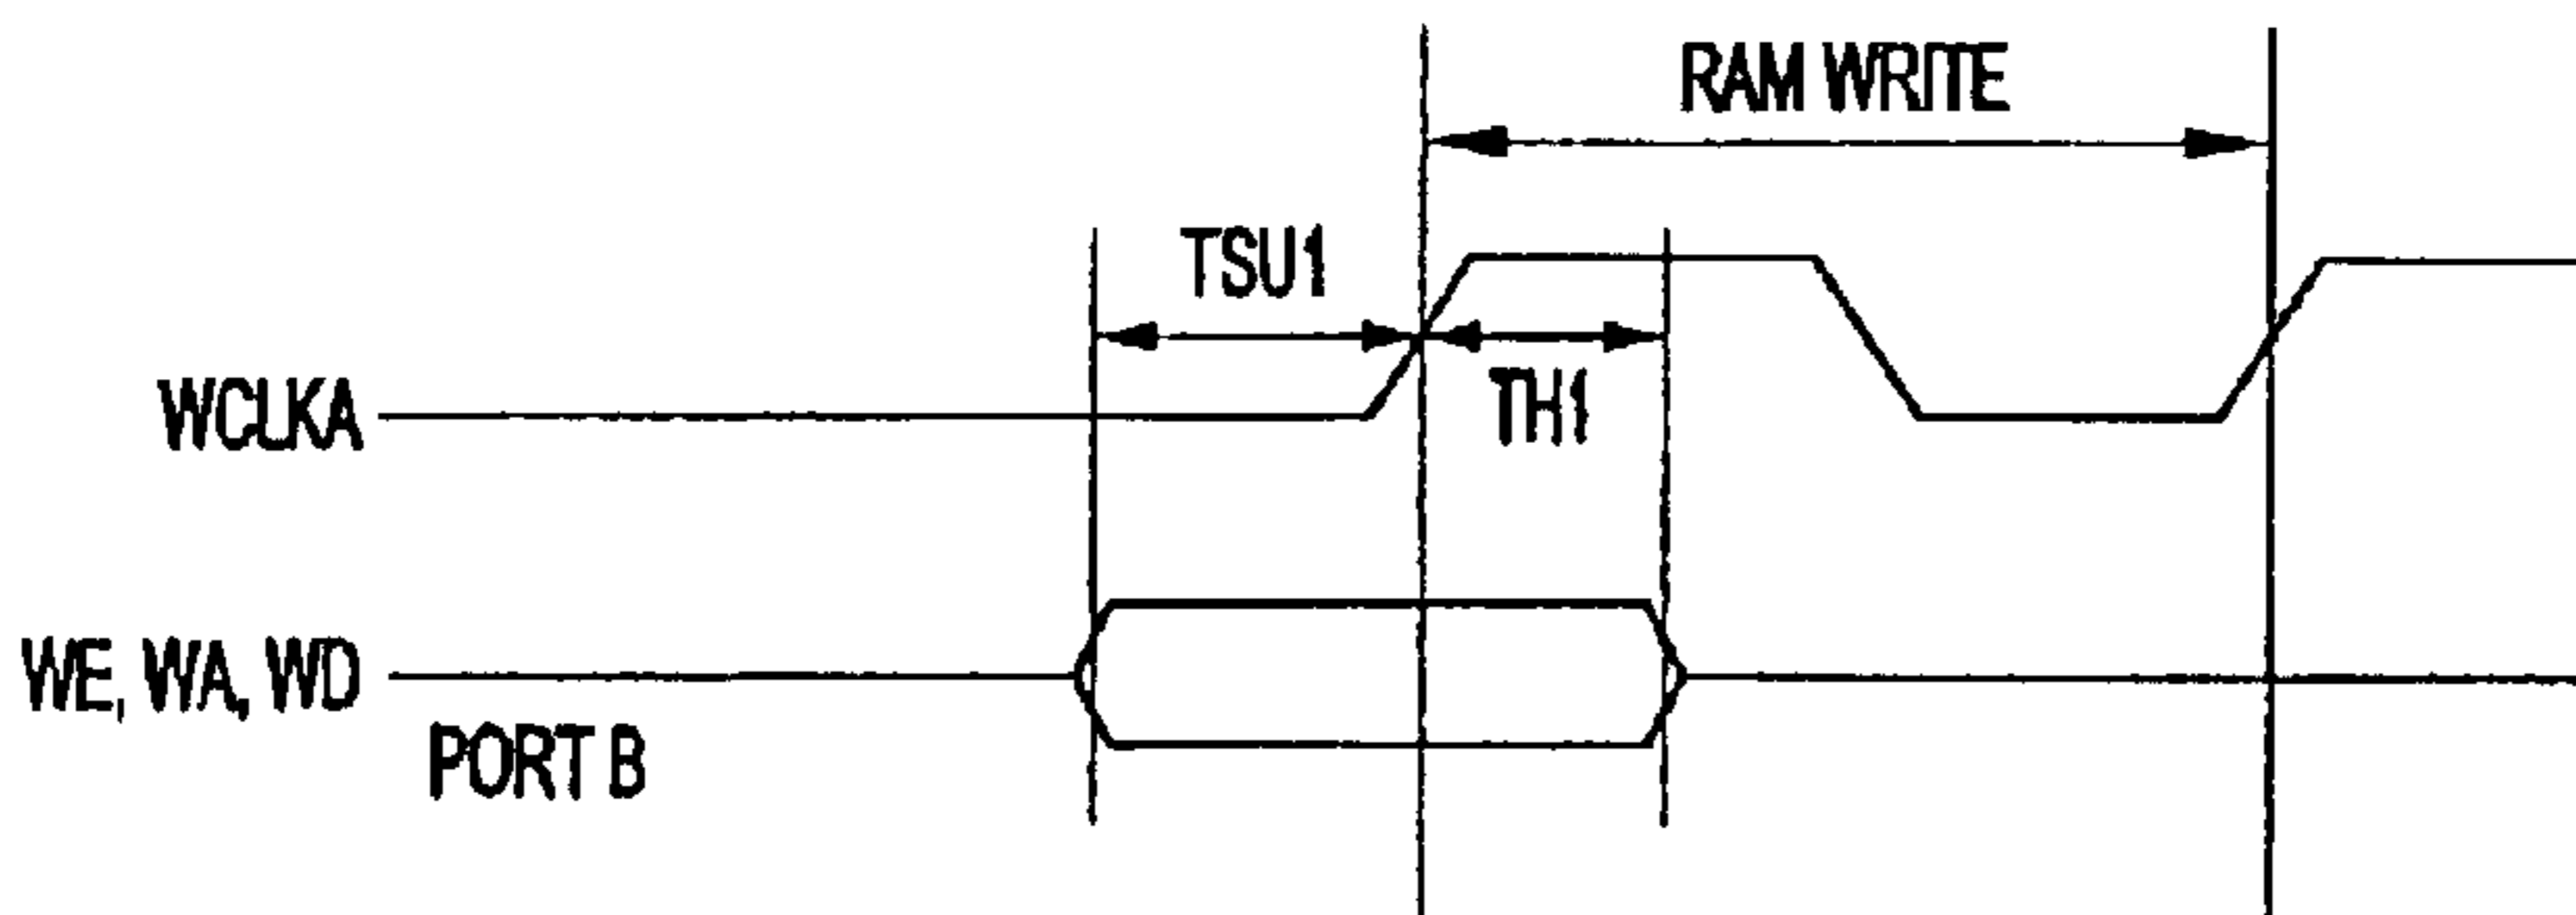 RAM WRITE
TSU1
TH1
WCLKA
WE, WA, WD
PORT B